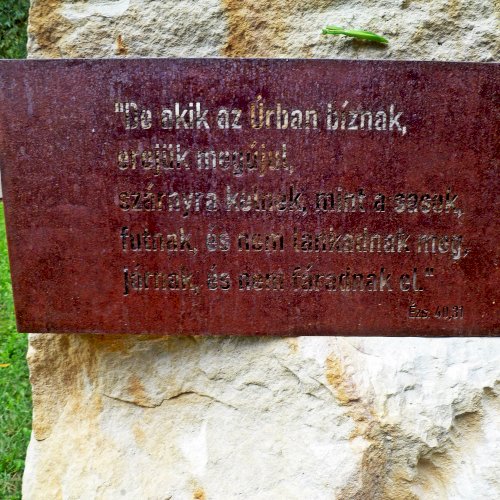 "De akik az Úrban bíznak,
erejük megújul,
szárnyra kelnek, mint a sasok,
futnak, és nem lankadnak meg,
járnak, és nem fáradnak el."
Ézs. 40,31